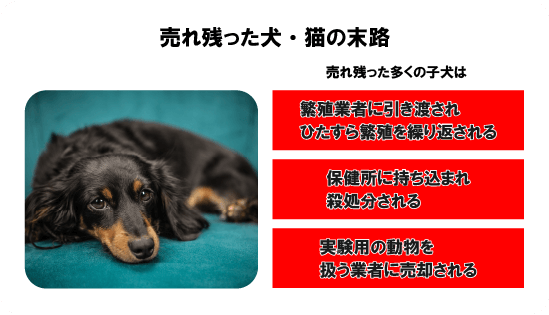 売れ残った犬・猫の末路
売れ残った多くの子犬は
繁殖業者に引き渡され
ひたすら繁殖を繰り返される
保健所に持ち込まれ
殺処分される
実験用の動物を
扱う業者に売却される